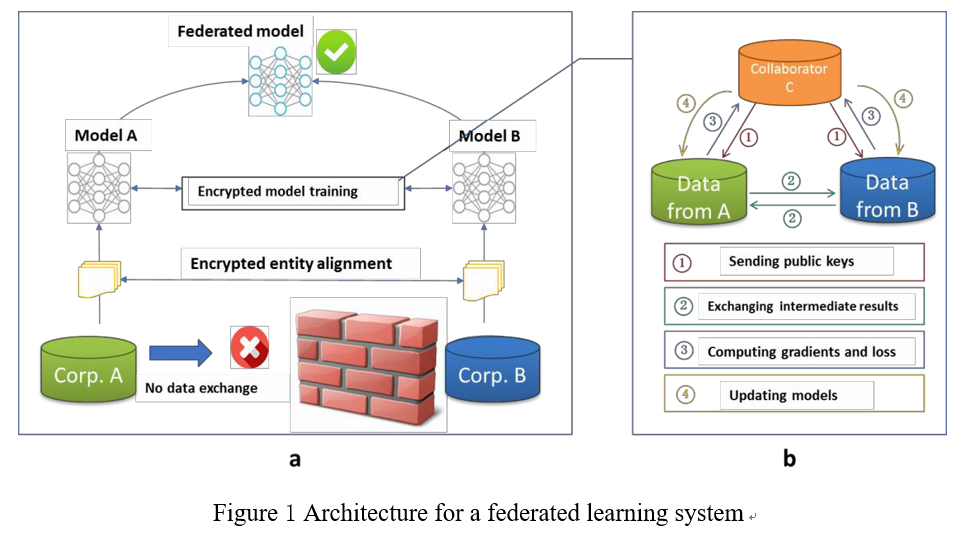 Federated model
Model A
Model B
Encrypted model training
Encrypted entity alignment
Corp. A
No data exchange
Corp. B
a
Collaborator
C
4
3
1
1
3
4
Data
from A
2
2
Data
from B
1 Sending public keys
2 Exchanging intermediate results
3 Computing gradients and loss
4 Updating models
b
Figure 1 Architecture for a federated learning system